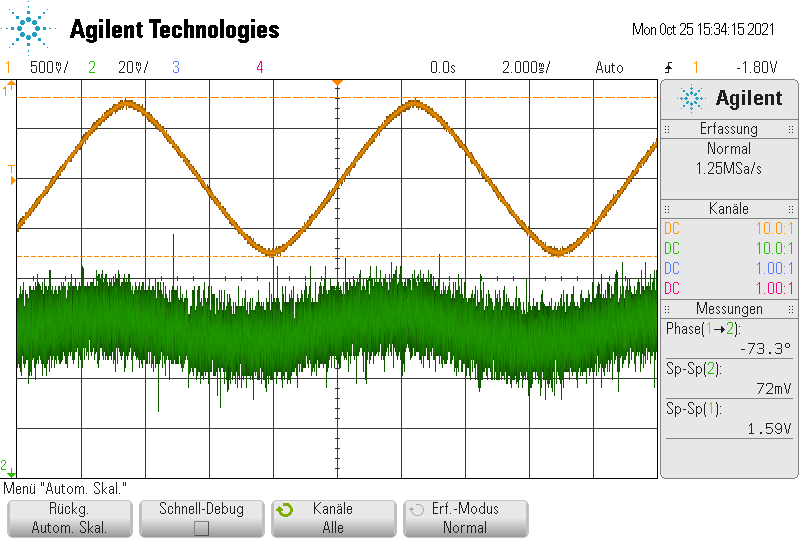 Agilent Technologies
Mon Oct 25 15:34:15 2021
1 500mV/ 2 20mV/ 3 4 0.0s 2.000ms/ Auto 1 -1.80V
1
T
2
Agilent
Erfassung
Normal
1.25MSa/s
Kanäle
DC 10.0:1
DC 10.0:1
DC 1.00:1
DC 1.00:1
Messungen
Phase(1→2):
-73.3°
Sp-Sp(2):
72mV
Sp-Sp(1):
1.59V
Menü "Autom. Skal."
Rückg.
Autom. Skal.
Schnell-Debug
Kanäle
Alle
Erf.-Modus
Normal